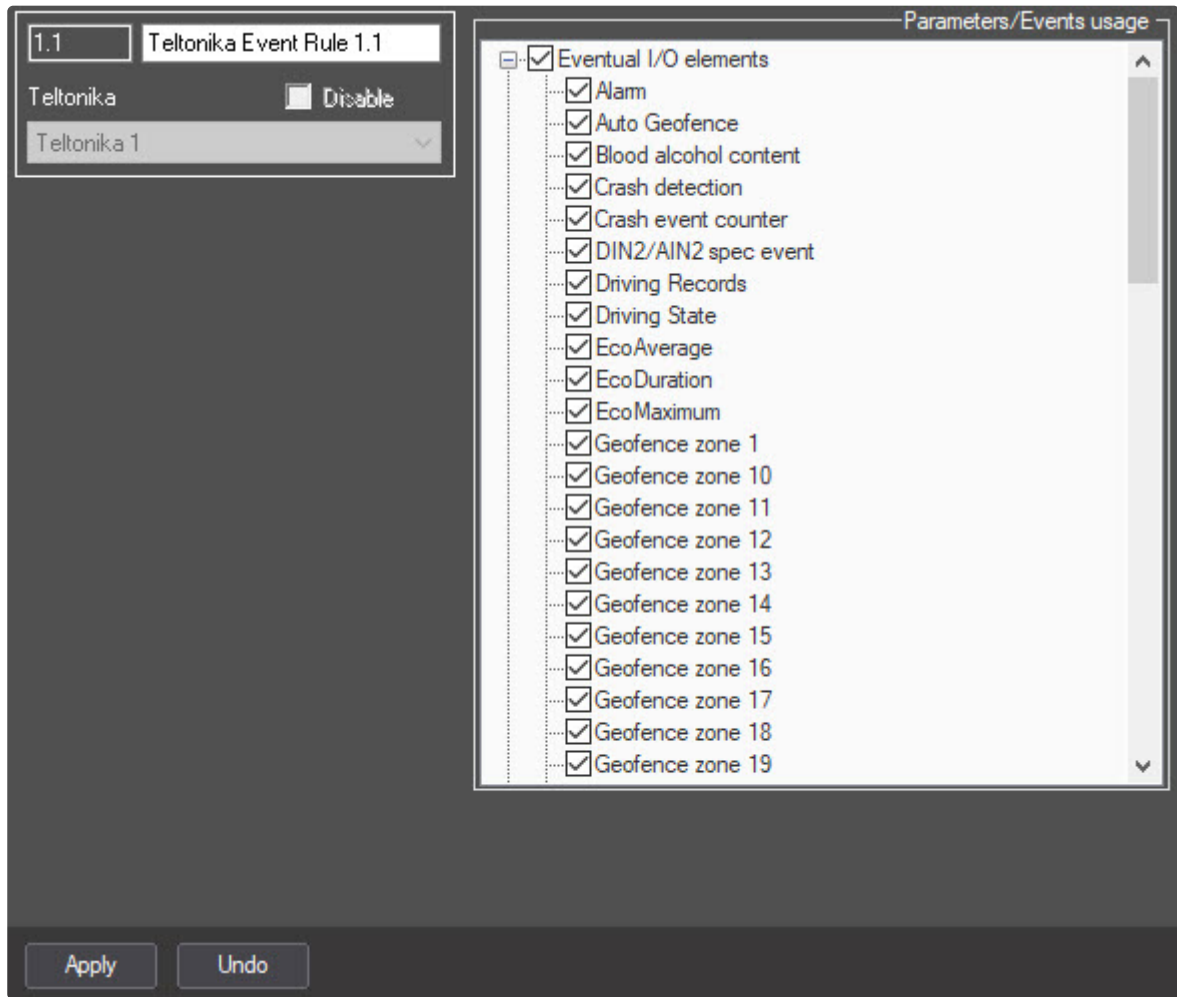 1.1
Teltonika Event Rule 1.1
Teltonika
Disable
Teltonika 1
Parameters/Events usage
Eventual I/O elements
Alarm
Auto Geofence
Blood alcohol content
Crash detection
Crash event counter
DIN2/AIN2 spec event
Driving Records
Driving State
EcoAverage
EcoDuration
EcoMaximum
Geofence zone 1
Geofence zone 10
Geofence zone 11
Geofence zone 12
Geofence zone 13
Geofence zone 14
Geofence zone 15
Geofence zone 16
Geofence zone 17
Geofence zone 18
Geofence zone 19
Apply
Undo